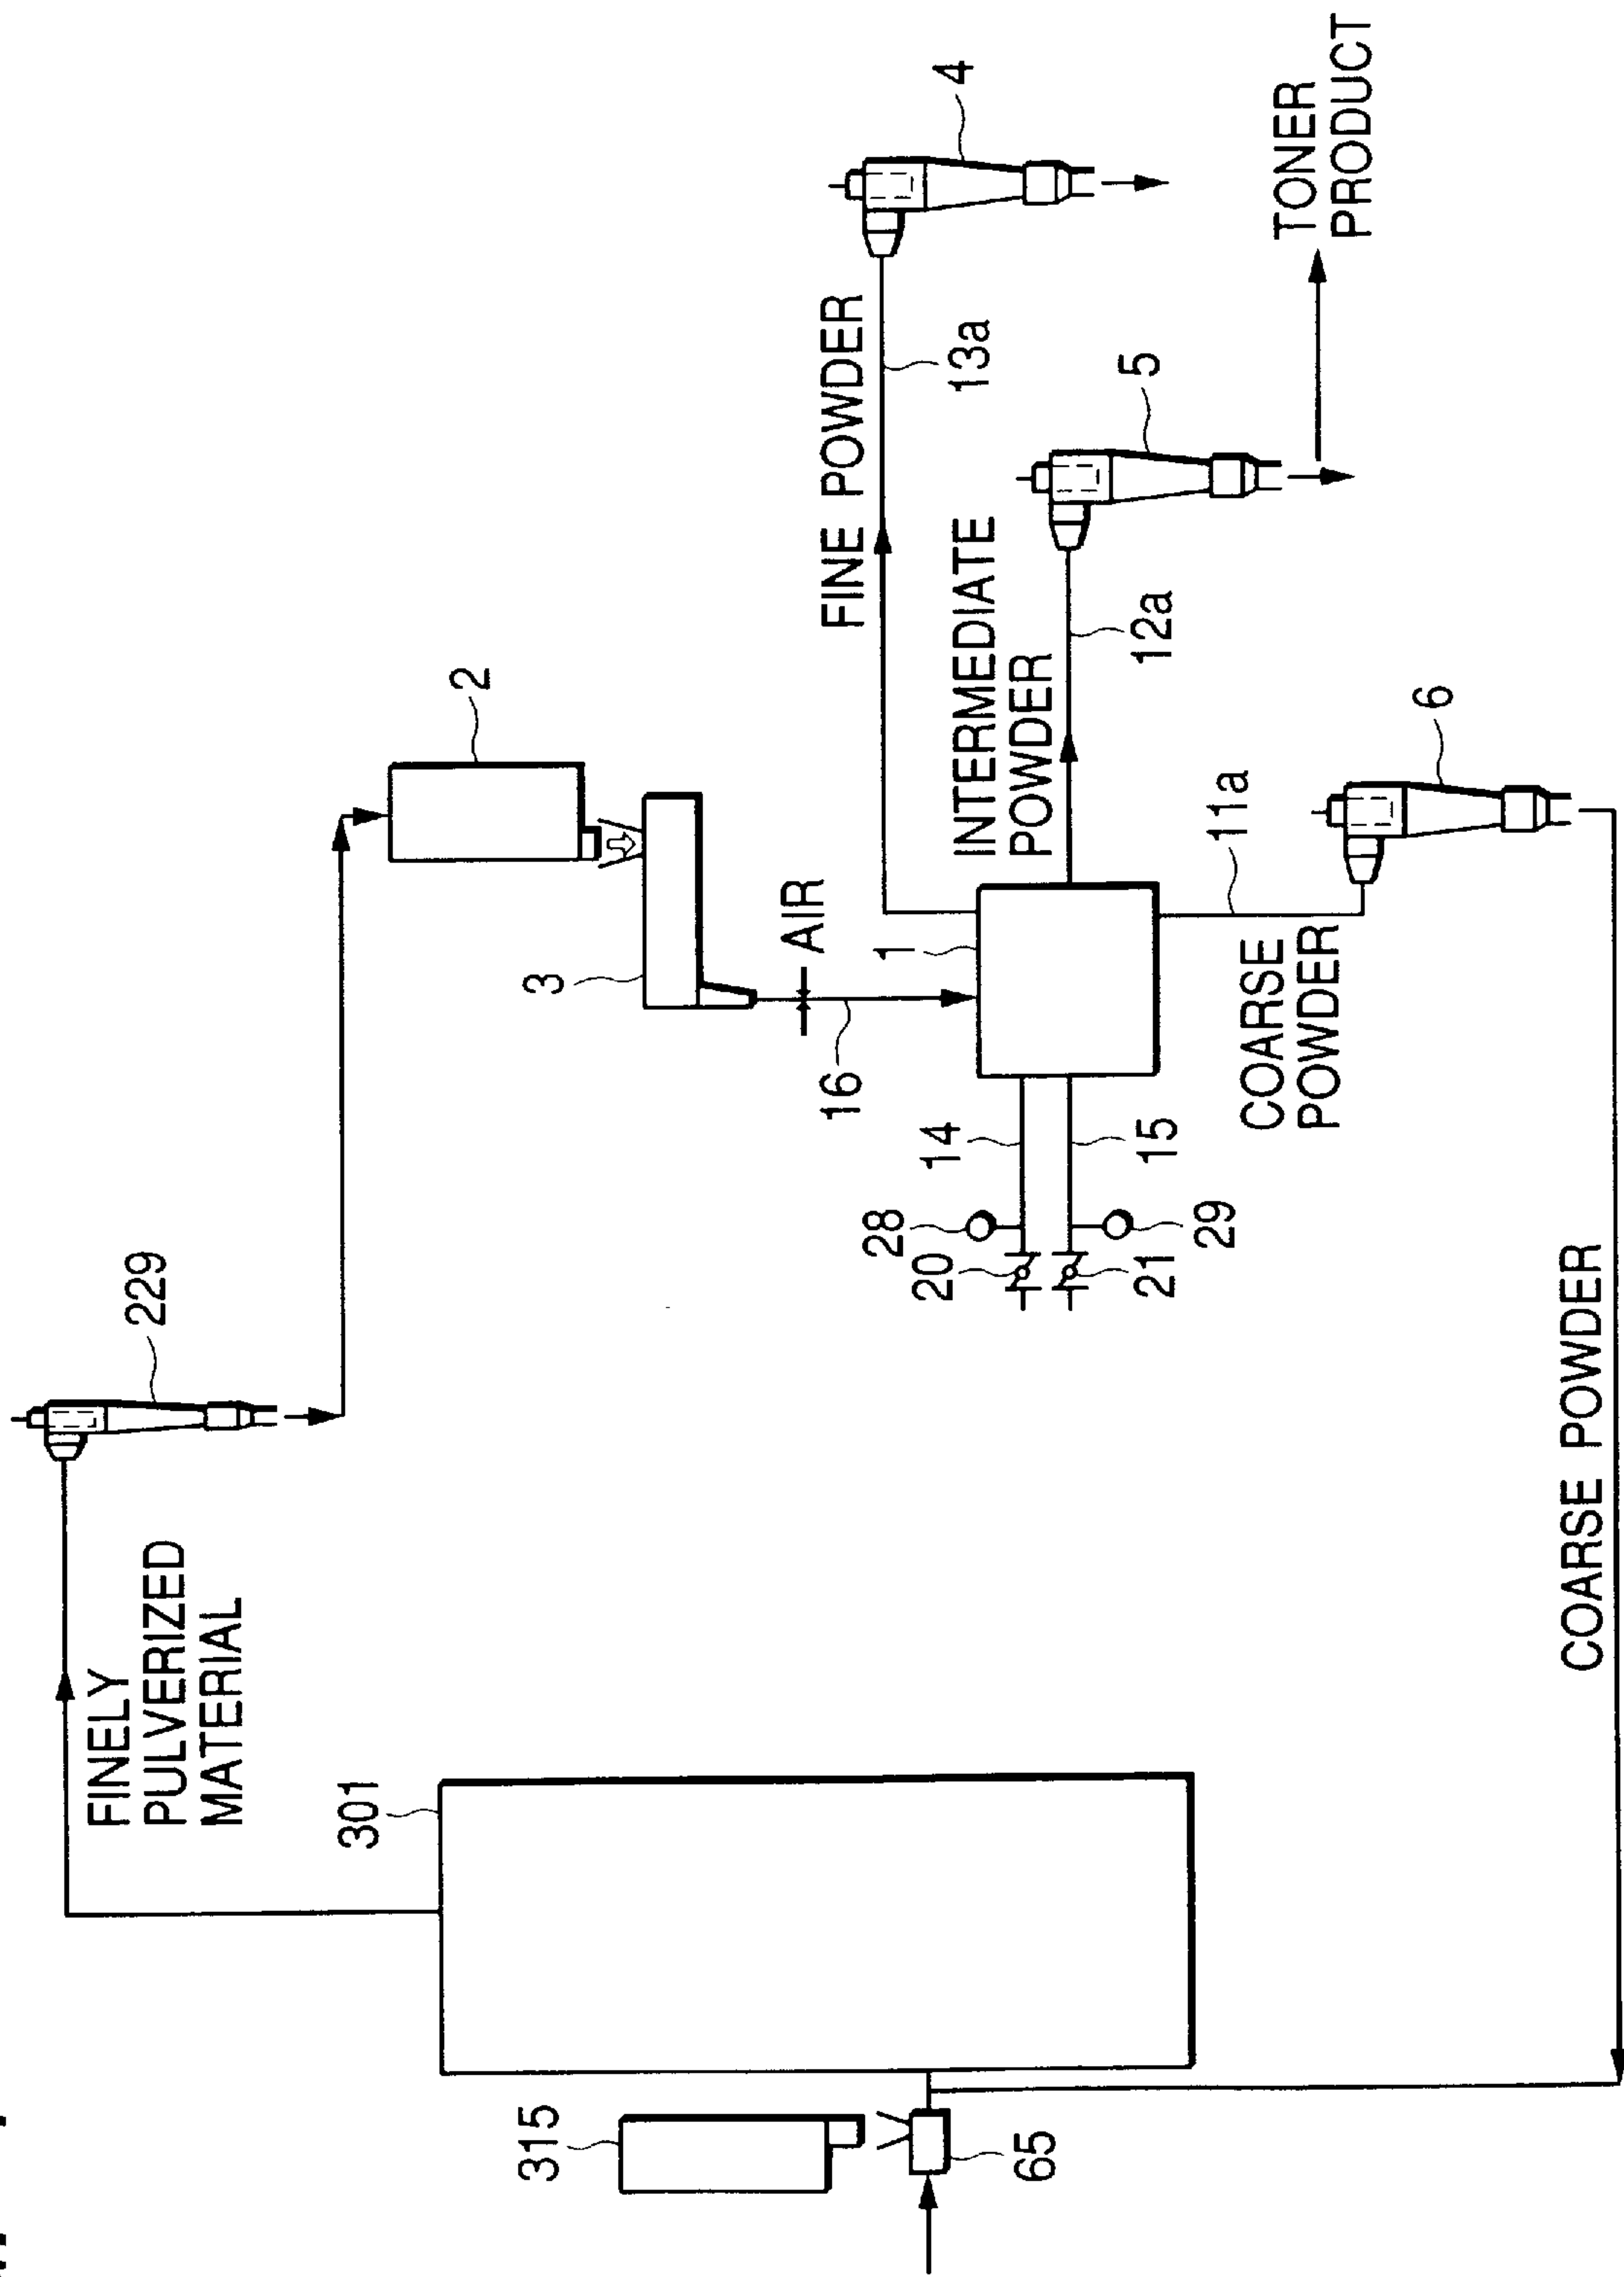 FINELY
PULVERIZED
MATERIAL
229
301
2
315
3
AIR
16
FINE POWDER
4
13a
28
20
14
1
INTERMEDIATE
POWDER
65
21
15
12a
5
29
11a
COARSE
POWDER
TONER
PRODUCT
6
COARSE POWDER